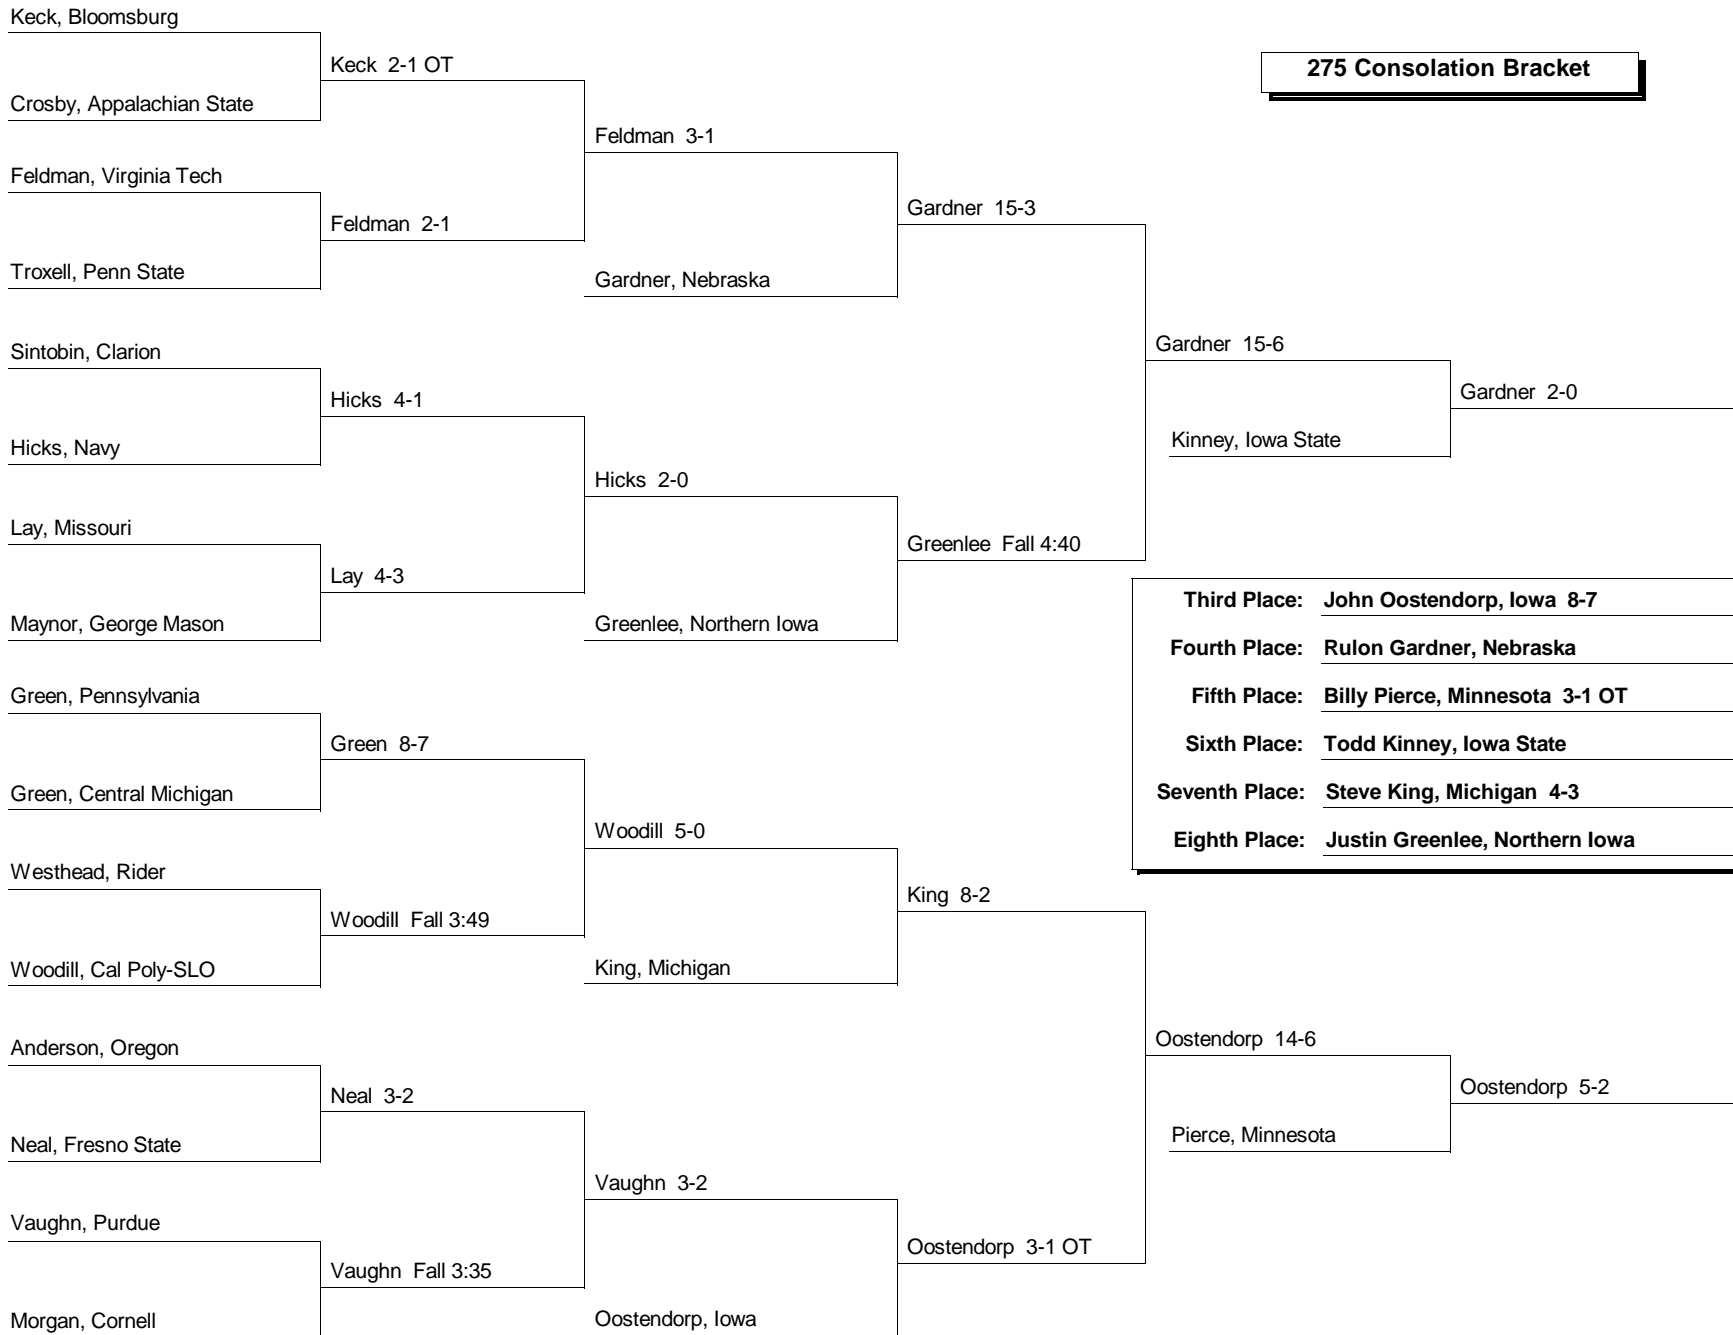 Keck, Bloomsburg
Keck 2-1 OT
275 Consolation Bracket
Crosby, Appalachian State
Feldman 3-1
Feldman, Virginia Tech
Feldman 2-1
Gardner 15-3
Troxell, Penn State
Gardner, Nebraska
Sintobin, Clarion
Gardner 15-6
Hicks 4-1
Gardner 2-0
Hicks, Navy
Kinney, Iowa State
Hicks 2-0
Lay, Missouri
Greenlee Fall 4:40
Lay 4-3
Maynor, George Mason
Greenlee, Northern Iowa
Third Place: John Oostendorp, Iowa 8-7
Fourth Place: Rulon Gardner, Nebraska
Fifth Place: Billy Pierce, Minnesota 3-1 OT
Sixth Place: Todd Kinney, Iowa State
Seventh Place: Steve King, Michigan 4-3
Eighth Place: Justin Greenlee, Northern Iowa
Green, Pennsylvania
Green 8-7
Green, Central Michigan
Woodill 5-0
Westhead, Rider
King 8-2
Woodill Fall 3:49
Woodill, Cal Poly-SLO
King, Michigan
Anderson, Oregon
Oostendorp 14-6
Neal 3-2
Oostendorp 5-2
Neal, Fresno State
Pierce, Minnesota
Vaughn 3-2
Vaughn, Purdue
Oostendorp 3-1 OT
Vaughn Fall 3:35
Morgan, Cornell
Oostendorp, Iowa